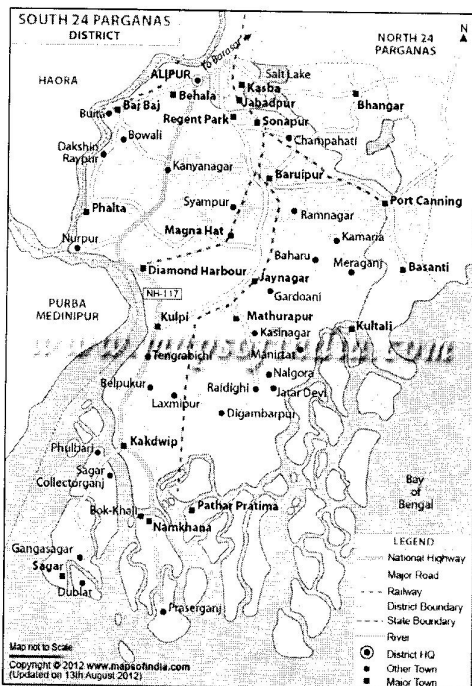 SOUTH 24 PARGANAS
DISTRICT
NORTH 24
PARGANAS
N
To Barasat
HAORA
ALIPUR
Salt Lake
Kasba
Behala
Jabadpur
Bhangar
Baj Baj
Buita
Regent Park
Sonapur
Bowali
Champahati
Dakshin
Raypur
Kanyanagar
Baruipur
Phalta
Syampur
Port Canning
Ramnagar
Magna Hat
Kamaria
Nurpur
Baharu
Meraganj
Basanti
Diamond Harbour
Jaynagar
Gardoani
NH-117
PURBA
MEDINIPUR
Kulpi
Mathurapur
Kultali
Kasinagar
www.mapsofindia.com
Tengrabichi
Manirtat
Nalgora
Belpukur
Raidighi
Jatar Devi
Laxmipur
Digambarpur
Kakdwip
Phulbari
Sagar
Collectorganj
Bay
of
Bengal
Bok-Khali
Pathar Pratima
Namkhana
Gangasagar
Sagar
Dublat
Praserganj
LEGEND
National Highway
Major Road
Railway
District Boundary
State Boundary
River
District HQ
Other Town
Major Town
Map not to Scale
Copyright © 2012 www.mapsofindia.com
(Updated on 13th August 2012)